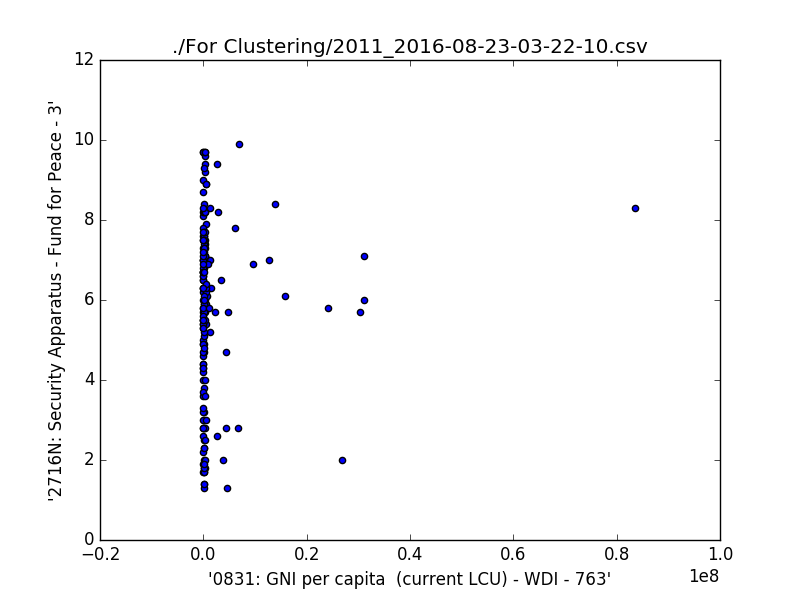 ./For Clustering/2011_2016-08-23-03-22-10.csv
12
10
8
6
4
2
0
'2716N: Security Apparatus - Fund for Peace - 3'
−0.2 0.0 0.2 0.4 0.6 0.8 1.0
1e8
'0831: GNI per capita  (current LCU) - WDI - 763'